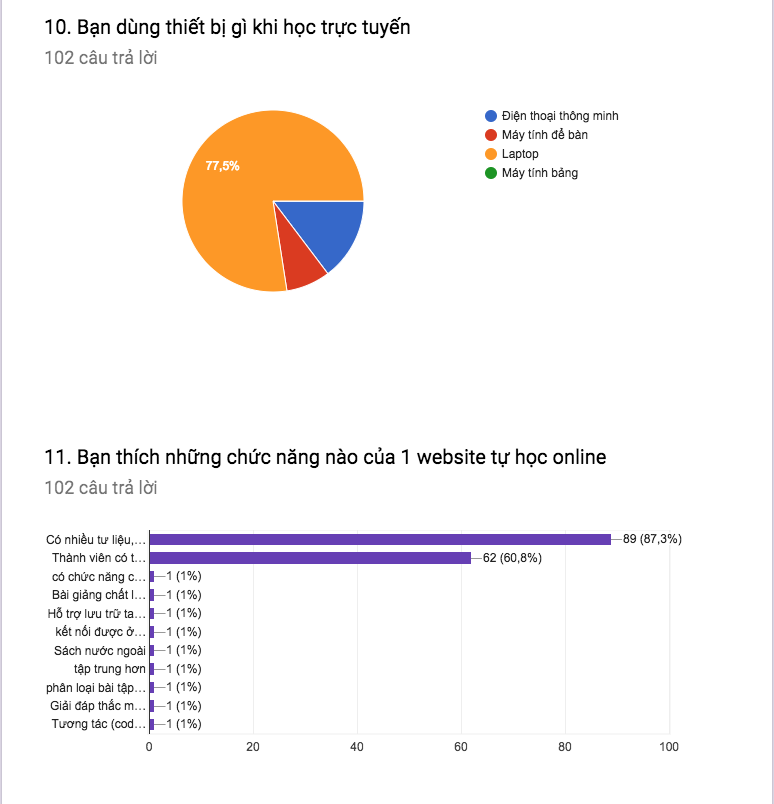 10. Bạn dùng thiết bị gì khi học trực tuyến
102 câu trả lời
77,5%
Điện thoại thông minh
Máy tính để bàn
Laptop
Máy tính bảng
11. Bạn thích những chức năng nào của 1 website tự học online
102 câu trả lời
Có nhiều tư liệu,... 89 (87,3%)
Thành viên có t... 62 (60,8%)
có chức năng c... 1 (1%)
Bài giảng chất l... 1 (1%)
Hỗ trợ lưu trữ ta... 1 (1%)
kết nối được ở... 1 (1%)
Sách nước ngoài 1 (1%)
tập trung hơn 1 (1%)
phân loại bài tập... 1 (1%)
Giải đáp thắc m... 1 (1%)
Tương tác (cod... 1 (1%)
0 20 40 60 80 100